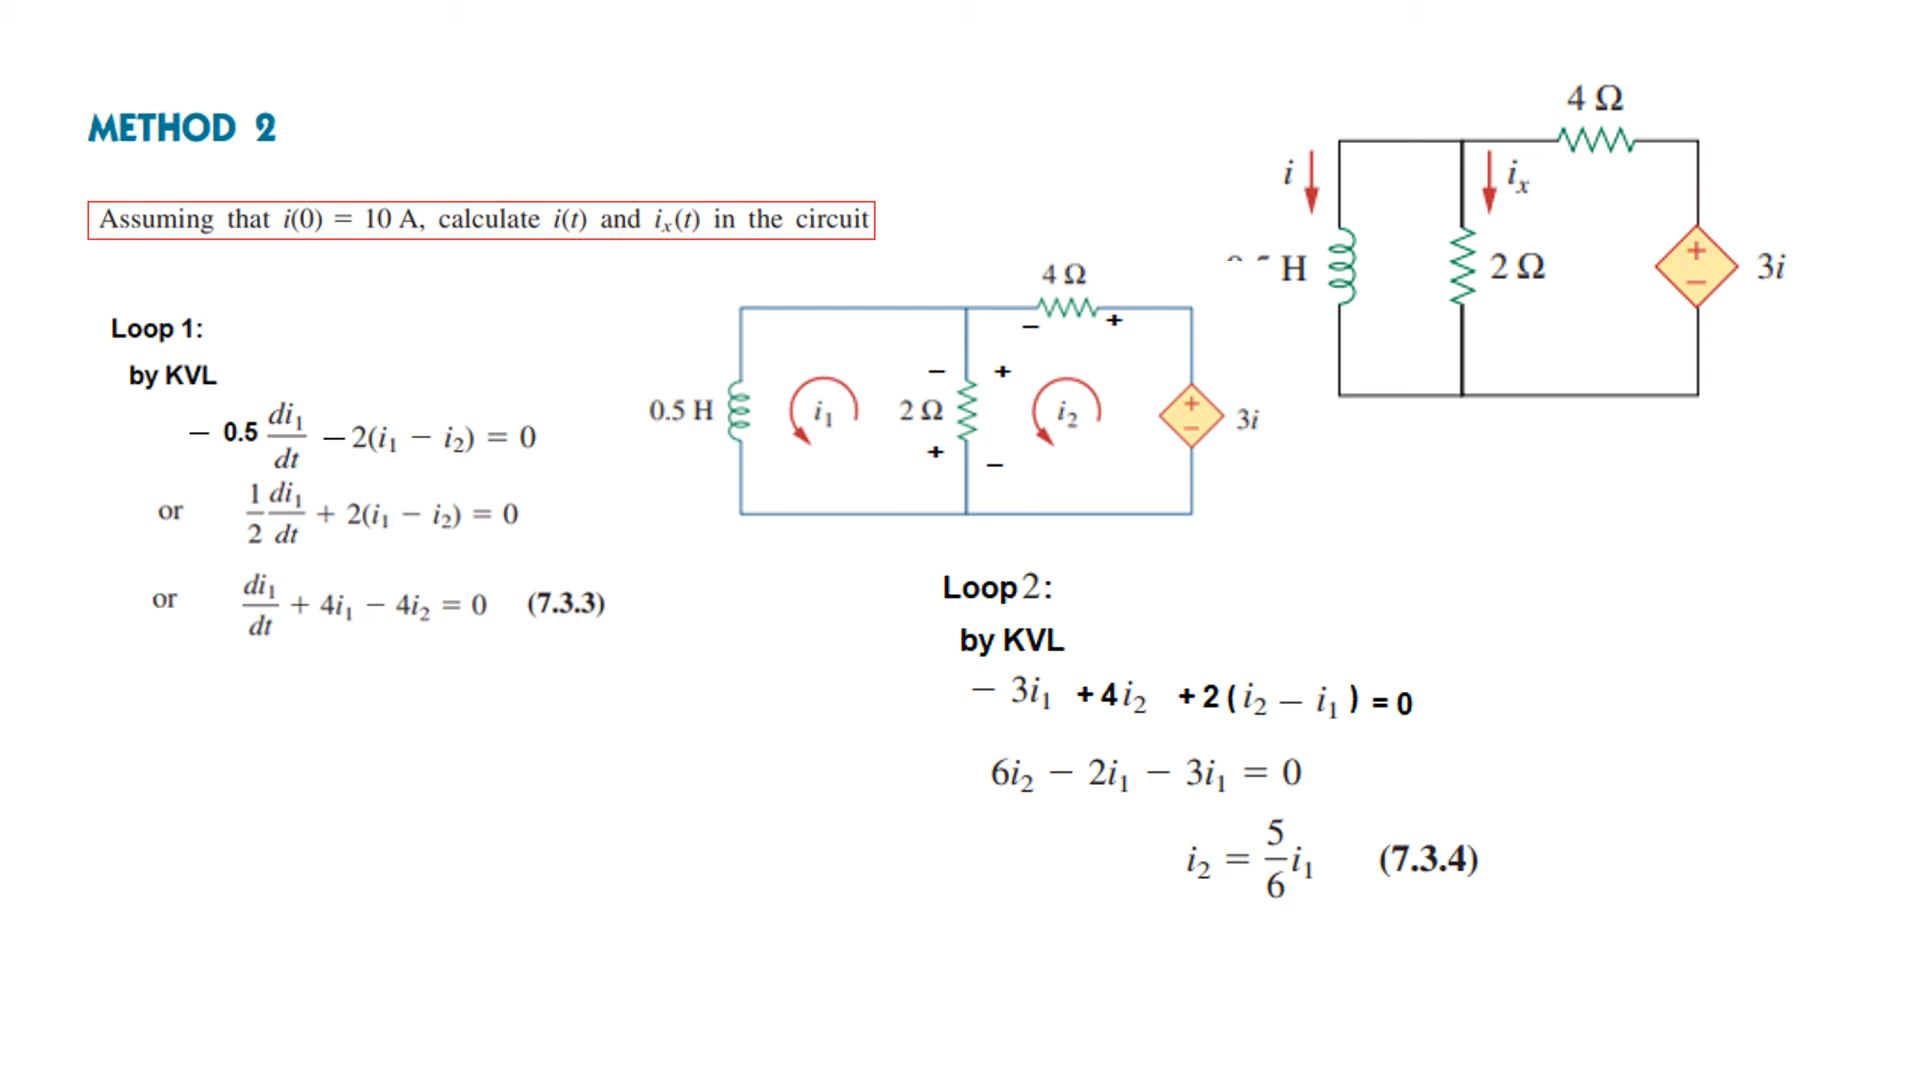 METHOD 2
Assuming that i(0) = 10 A, calculate i(t) and iₓ(t) in the circuit
Loop 1:
by KVL
− 0.5 di₁/dt − 2(i₁ − i₂) = 0
or 1/2 di₁/dt + 2(i₁ − i₂) = 0
or di₁/dt + 4i₁ − 4i₂ = 0 (7.3.3)
4 Ω
− +
− +
0.5 H i₁ 2 Ω i₂ + − 3i
+ −
4 Ω
i iₓ
H 2 Ω + − 3i
Loop 2:
by KVL
− 3i₁ + 4i₂ + 2(i₂ − i₁) = 0
6i₂ − 2i₁ − 3i₁ = 0
i₂ = 5/6 i₁ (7.3.4)